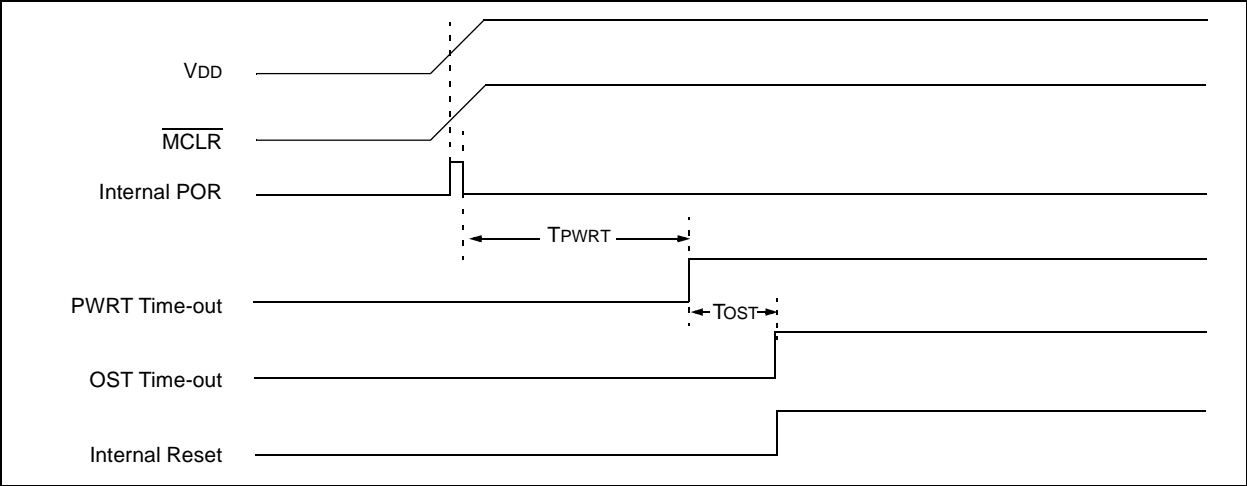 VDD
MCLR
Internal POR
TPWRT
PWRT Time-out
TOST
OST Time-out
Internal Reset